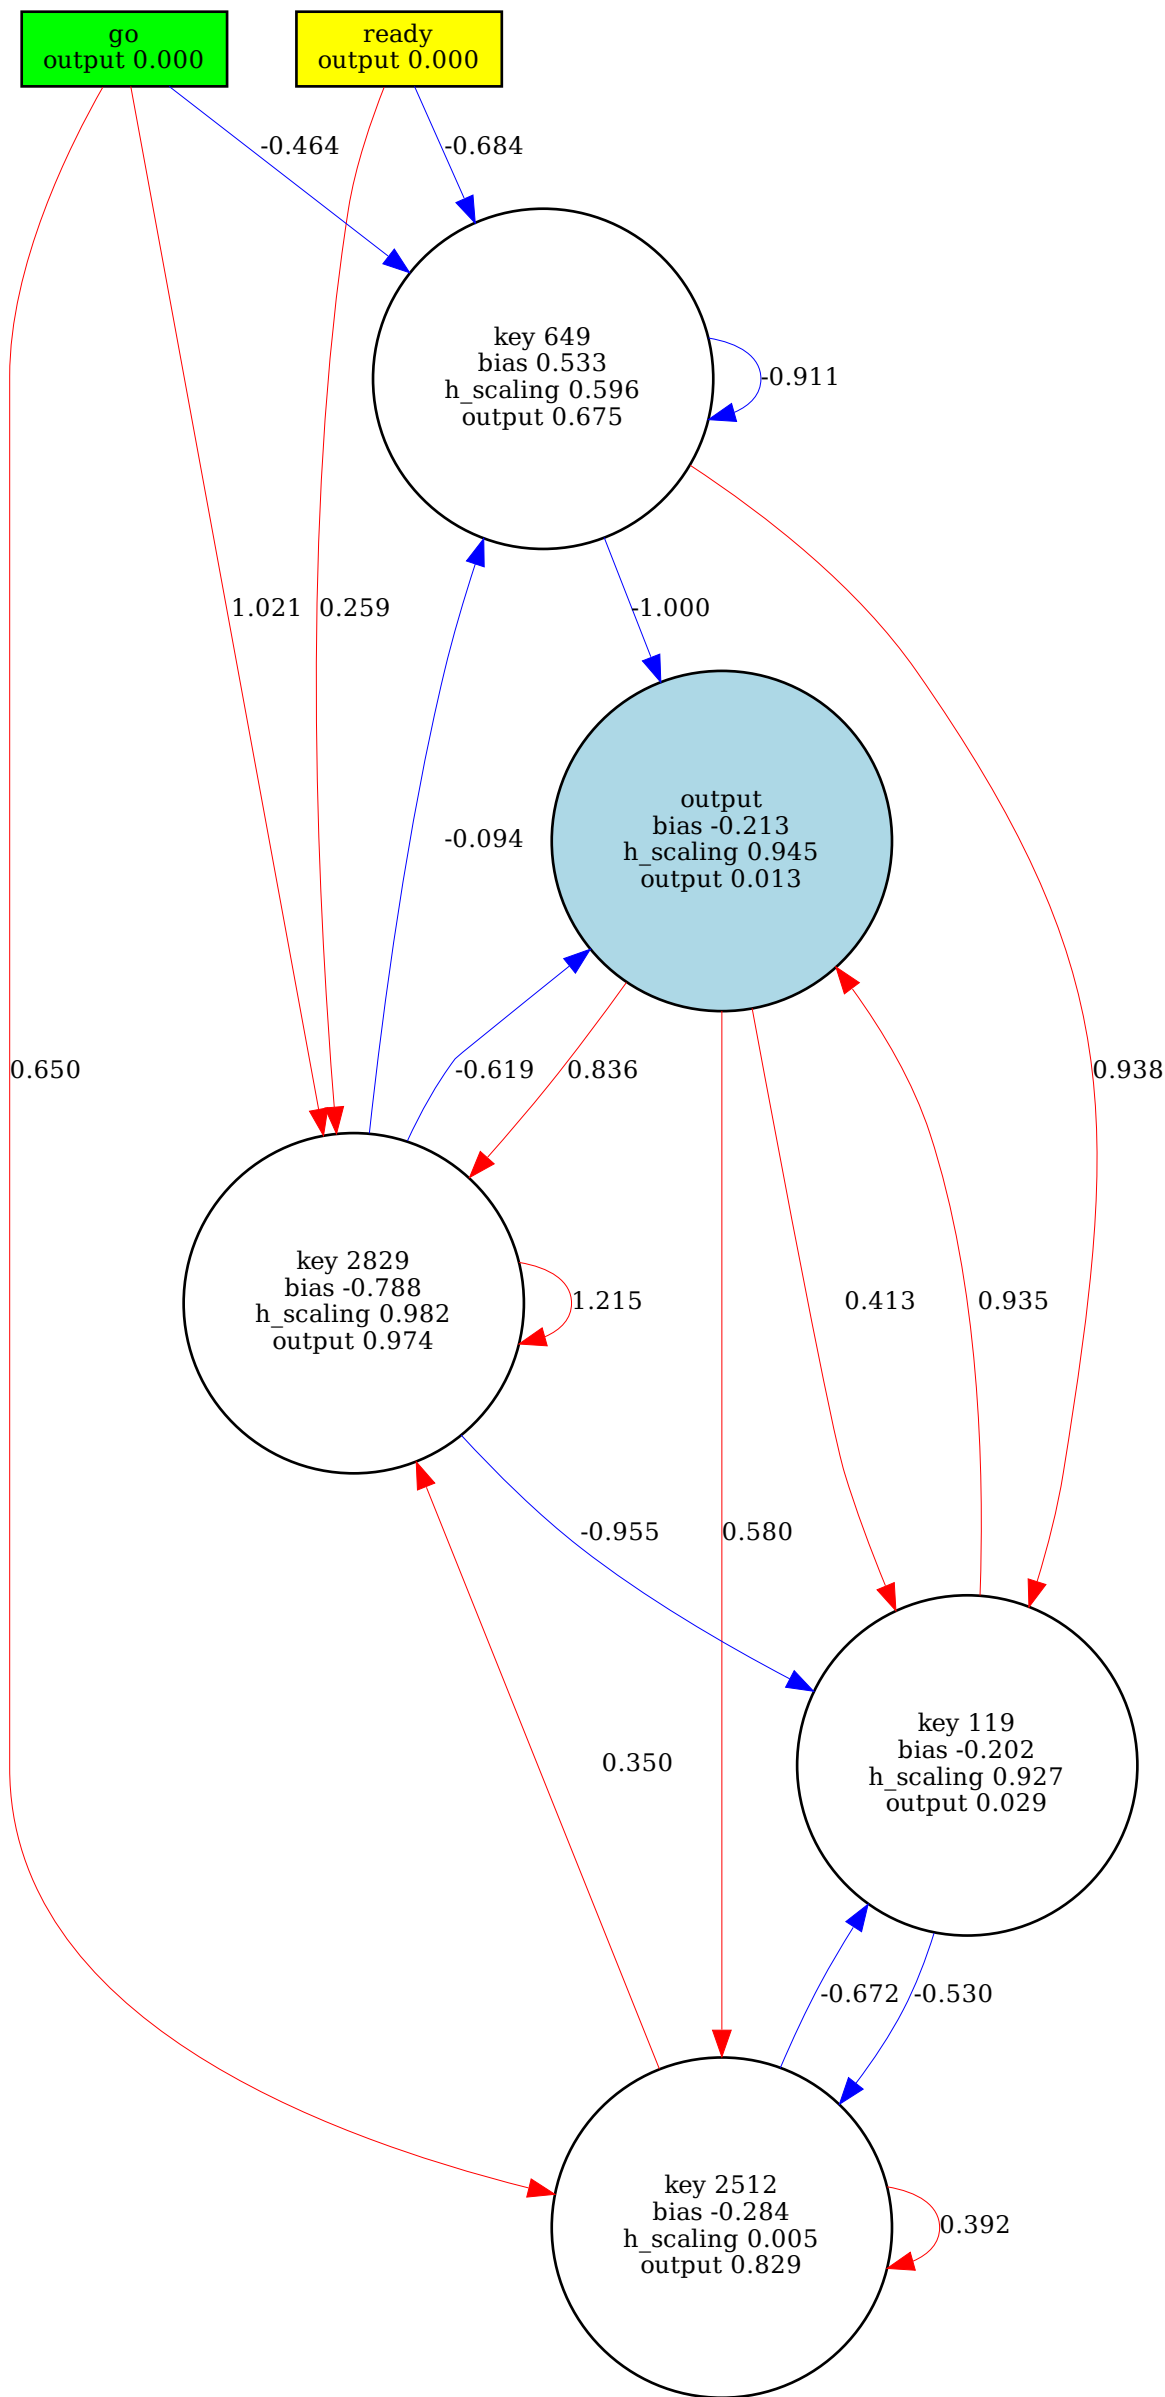 go
output 0.000
ready
output 0.000
-0.464
-0.684
key 649
bias 0.533
h_scaling 0.596
output 0.675
-0.911
1.021
0.259
-1.000
output
bias -0.213
h_scaling 0.945
output 0.013
-0.094
0.650
-0.619
0.836
0.938
key 2829
bias -0.788
h_scaling 0.982
output 0.974
1.215
0.413
0.935
-0.955
0.580
key 119
bias -0.202
h_scaling 0.927
output 0.029
0.350
-0.672
-0.530
key 2512
bias -0.284
h_scaling 0.005
output 0.829
0.392